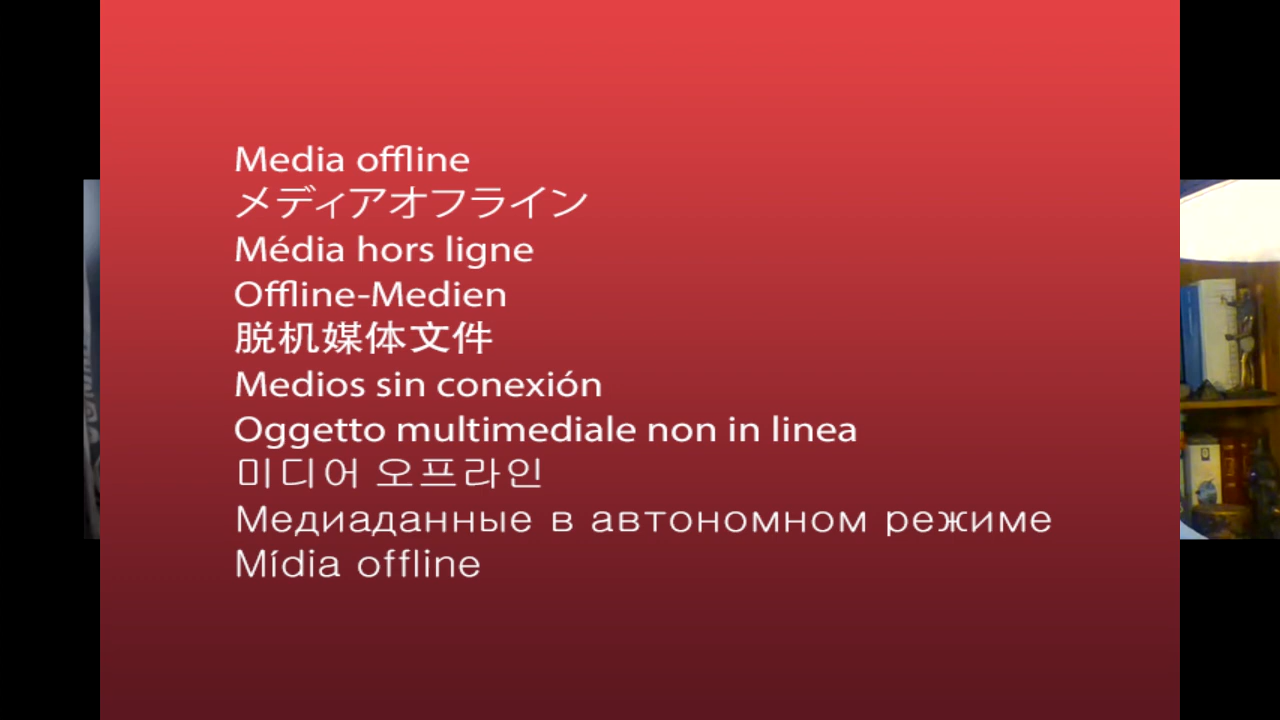 Media offline
メディアオフライン
Média hors ligne
Offline-Medien
脱机媒体文件
Medios sin conexión
Oggetto multimediale non in linea
미디어 오프라인
Медиаданные в автономном режиме
Mídia offline